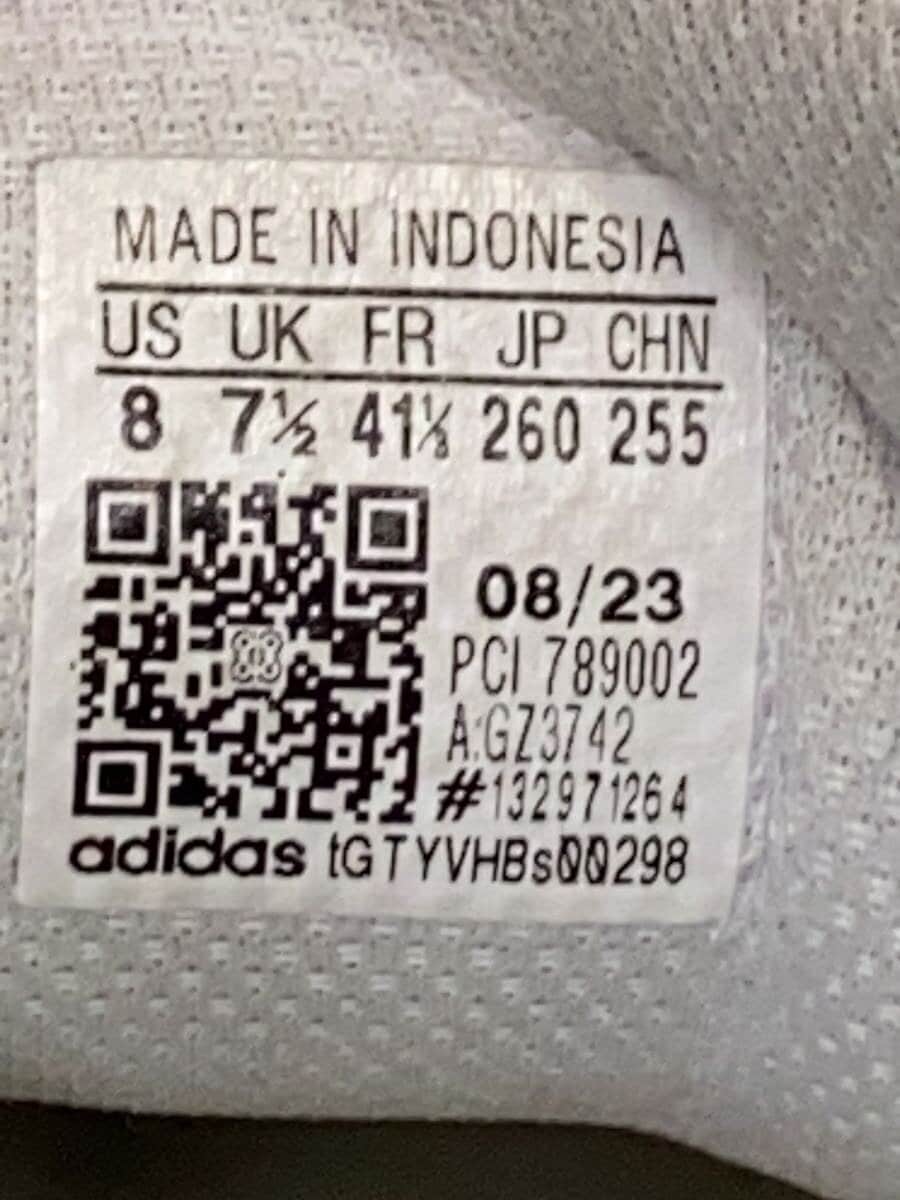 MADE IN INDONESIA
US UK FR JP CHN
8 7½ 41⅓ 260 255
08/23
PCI 789002
A:GZ3742
#132971264
adidas tGTYVHBs00298